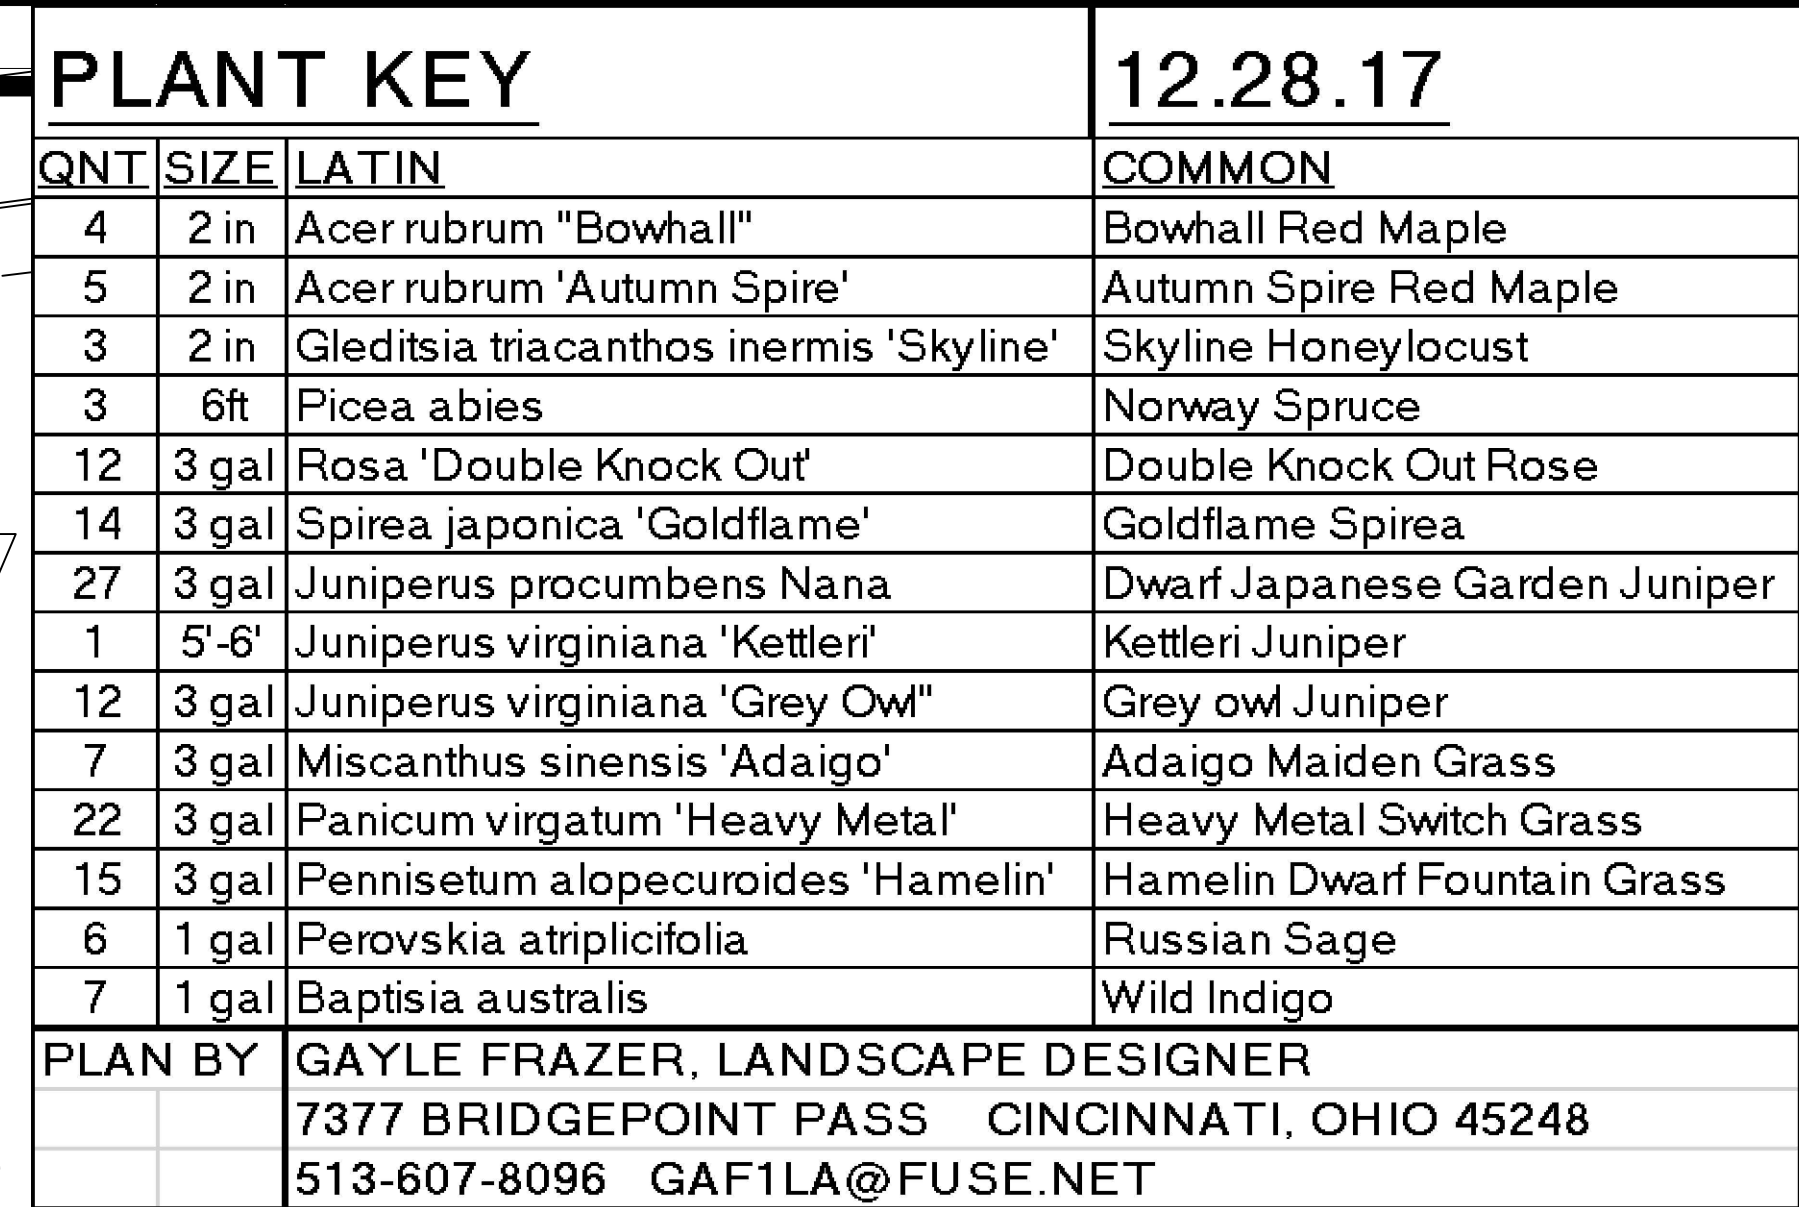 PLANT KEY 12.28.17
QNT SIZE LATIN COMMON
4 2 in Acer rubrum "Bowhall" Bowhall Red Maple
5 2 in Acer rubrum 'Autumn Spire' Autumn Spire Red Maple
3 2 in Gleditsia triacanthos inermis 'Skyline' Skyline Honeylocust
3 6ft Picea abies Norway Spruce
12 3 gal Rosa 'Double Knock Out' Double Knock Out Rose
14 3 gal Spirea japonica 'Goldflame' Goldflame Spirea
27 3 gal Juniperus procumbens Nana Dwarf Japanese Garden Juniper
1 5'-6' Juniperus virginiana 'Kettleri' Kettleri Juniper
12 3 gal Juniperus virginiana 'Grey Owl" Grey owl Juniper
7 3 gal Miscanthus sinensis 'Adaigo' Adaigo Maiden Grass
22 3 gal Panicum virgatum 'Heavy Metal' Heavy Metal Switch Grass
15 3 gal Pennisetum alopecuroides 'Hamelin' Hamelin Dwarf Fountain Grass
6 1 gal Perovskia atriplicifolia Russian Sage
7 1 gal Baptisia australis Wild Indigo
PLAN BY GAYLE FRAZER, LANDSCAPE DESIGNER
7377 BRIDGEPOINT PASS CINCINNATI, OHIO 45248
513-607-8096 GAF1LA@FUSE.NET